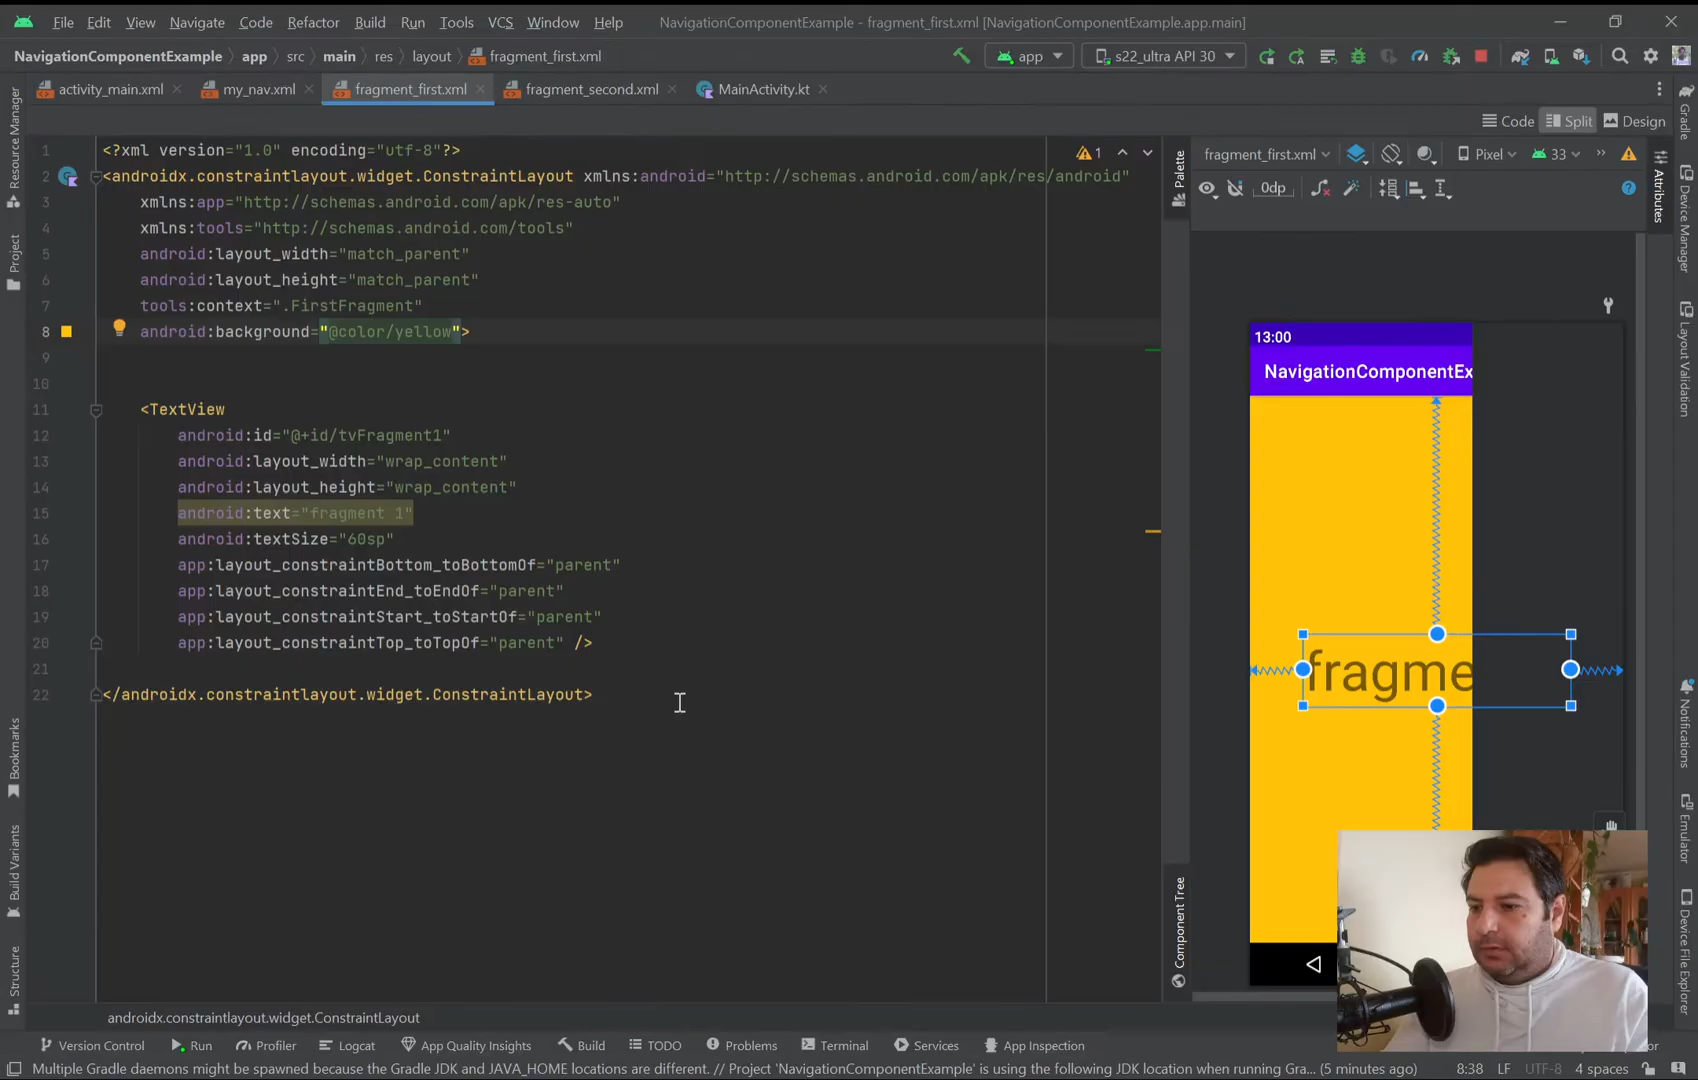 File Edit View Navigate Code Refactor Build Run Tools VCS Window Help NavigationComponentExample - fragment_first.xml [NavigationComponentExample.app.main]
NavigationComponentExample app src main res layout fragment_first.xml app s22_ultra API 30
activity_main.xml my_nav.xml fragment_first.xml fragment_second.xml MainActivity.kt
Code Split Design
Resource Manager
Project
Bookmarks
Build Variants
Structure
1 <?xml version="1.0" encoding="utf-8"?>
2 <androidx.constraintlayout.widget.ConstraintLayout xmlns:android="http://schemas.android.com/apk/res/android"
3 xmlns:app="http://schemas.android.com/apk/res-auto"
4 xmlns:tools="http://schemas.android.com/tools"
5 android:layout_width="match_parent"
6 android:layout_height="match_parent"
7 tools:context=".FirstFragment"
8 android:background="@color/yellow">
9
10
11 <TextView
12 android:id="@+id/tvFragment1"
13 android:layout_width="wrap_content"
14 android:layout_height="wrap_content"
15 android:text="fragment 1"
16 android:textSize="60sp"
17 app:layout_constraintBottom_toBottomOf="parent"
18 app:layout_constraintEnd_toEndOf="parent"
19 app:layout_constraintStart_toStartOf="parent"
20 app:layout_constraintTop_toTopOf="parent" />
21
22 </androidx.constraintlayout.widget.ConstraintLayout>
1
Palette
Component Tree
fragment_first.xml Pixel 33
0dp
13:00
NavigationComponentEx
fragme
Attributes
Gradle
Device Manager
Layout Validation
Notifications
Emulator
Device File Explorer
androidx.constraintlayout.widget.ConstraintLayout
Version Control Run Profiler Logcat App Quality Insights Build TODO Problems Terminal Services App Inspection
Multiple Gradle daemons might be spawned because the Gradle JDK and JAVA_HOME locations are different. // Project 'NavigationComponentExample' is using the following JDK location when running Gra... (5 minutes ago) 8:38 LF UTF-8 4 spaces